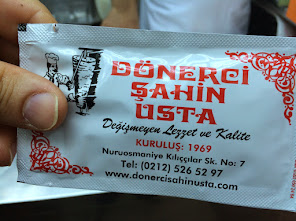 DÖNERCİ
ŞAHİN
USTA
Değişmeyen Lezzet ve Kalite
KURULUŞ: 1969
Nuruosmaniye Kılıççılar Sk. No: 7
Tel: (0212) 526 52 97
www.donercisahinusta.com